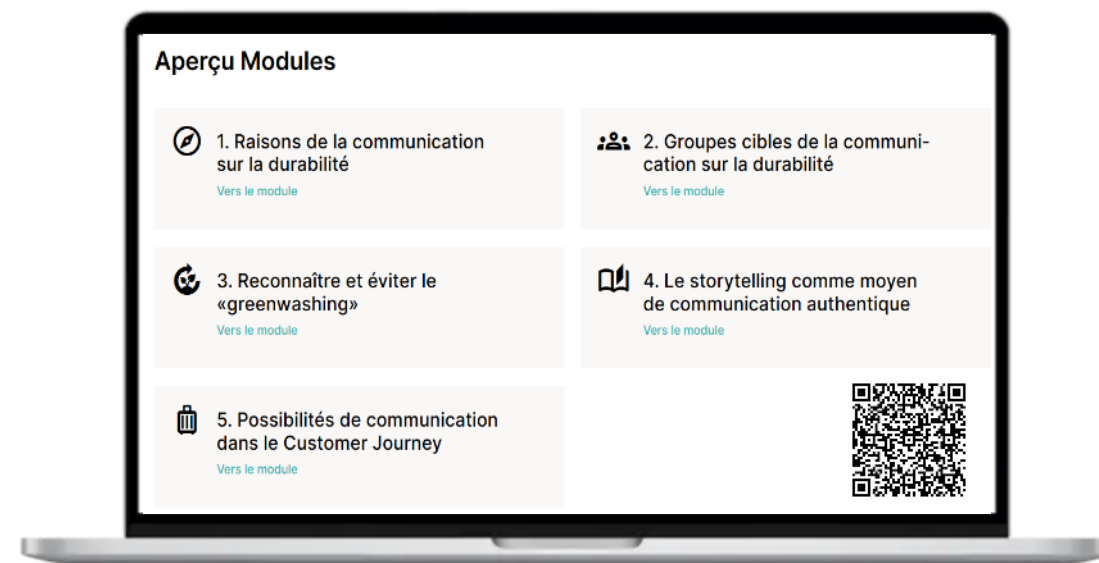 Aperçu Modules
1. Raisons de la communication
sur la durabilité
Vers le module
2. Groupes cibles de la communi-
cation sur la durabilité
Vers le module
3. Reconnaître et éviter le
«greenwashing»
Vers le module
4. Le storytelling comme moyen
de communication authentique
Vers le module
5. Possibilités de communication
dans le Customer Journey
Vers le module